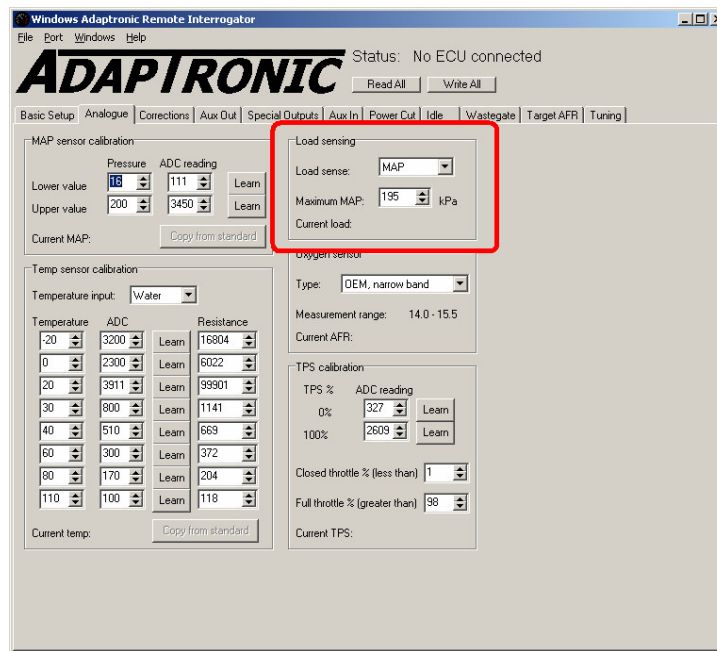 Windows Adaptronic Remote Interrogator
File Port Windows Help
ADAPTRONIC
Status: No ECU connected
Read All Write All
Basic Setup Analogue Corrections Aux Out Special Outputs Aux In Power Cut Idle Wastegate Target AFR Tuning
MAP sensor calibration
Pressure ADC reading
Lower value 16 111 Learn
Upper value 200 3450 Learn
Current MAP: Copy from standard
Temp sensor calibration
Temperature input: Water
Temperature ADC Resistance
-20 3200 Learn 16804
0 2300 Learn 6022
20 3911 Learn 99901
30 800 Learn 1141
40 510 Learn 669
60 300 Learn 372
80 170 Learn 204
110 100 Learn 118
Current temp: Copy from standard
Load sensing
Load sense: MAP
Maximum MAP: 195 kPa
Current load:
Oxygen sensor
Type: OEM, narrow band
Measurement range: 14.0 - 15.5
Current AFR:
TPS calibration
TPS % ADC reading
0% 327 Learn
100% 2609 Learn
Closed throttle % (less than) 1
Full throttle % (greater than) 98
Current TPS: